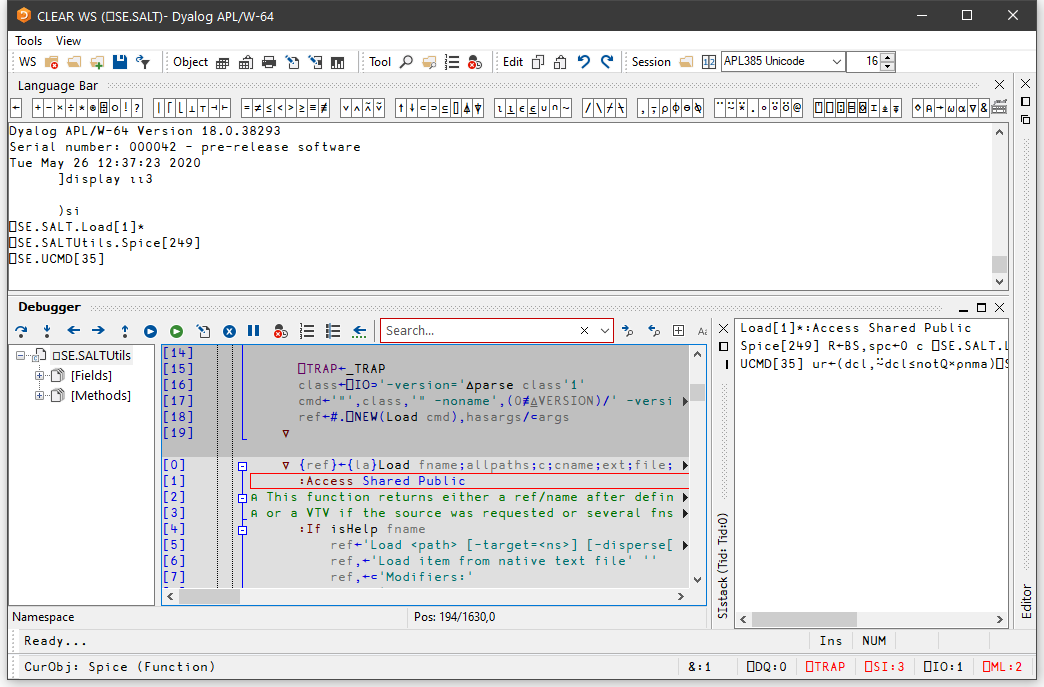 CLEAR WS (⎕SE.SALT)- Dyalog APL/W-64
Tools View
WS Object Tool Edit Session APL385 Unicode 16
Language Bar
← + - × ÷ * ⍟ ⌹ ○ ! ? | ⌈ ⌊ ⊥ ⊤ ⊣ ⊢ = ≠ ≤ < > ≥ ≡ ≢ ∨ ∧ ⍲ ⍱ ↑ ↓ ⊂ ⊃ ⊆ ⌷ ⍋ ⍒ ⍳ ⍸ ∊ ⍷ ∪ ∩ ~ / \ ⌿ ⍀ , ⍪ ⍴ ⌽ ⊖ ⍉ ¨ ⍨ ⍣ . ∘ ⍤ ⍥ @ ⍞ ⎕ ⍠ ⌸ ⌺ ⌶ ⍎ ⍕ ⋄ ⍝ → ⍵ ⍺ ∇ &
Dyalog APL/W-64 Version 18.0.38293
Serial number: 000042 - pre-release software
Tue May 26 12:37:23 2020
]display ⍳⍳3
)si
⎕SE.SALT.Load[1]*
⎕SE.SALTUtils.Spice[249]
⎕SE.UCMD[35]
Debugger
Search...
Aa
⎕SE.SALTUtils
[Fields]
[Methods]
[14]
[15] ⎕TRAP←_TRAP
[16] class←⎕IO⊃'-version='∆parse class'1'
[17] cmd←'"',class,'" -noname',(0≢⍙VERSION)/' -versi
[18] ref←#.⎕NEW(Load cmd),hasargs/⊂args
[19] ∇
[0] ∇ {ref}←{la}Load fname;allpaths;c;cname;ext;file;
[1] :Access Shared Public
[2] ⍝ This function returns either a ref/name after defin
[3] ⍝ or a VTV if the source was requested or several fns
[4] :If isHelp fname
[5] ref←'Load <path> [-target=<ns>] [-disperse[
[6] ref,←'Load item from native text file' ''
[7] ref,←⊂'Modifiers:'
Load[1]*:Access Shared Public
Spice[249] R←BS,spc←0 c ⎕SE.SALT.L
UCMD[35] ur←(dcl,⍨dcl≤notQ×⍴nma)⎕S
SIstack (Tid: Tid:0)
Editor
Namespace Pos: 194/1630,0
Ready... Ins NUM
CurObj: Spice (Function) &:1 ⎕DQ:0 ⎕TRAP ⎕SI:3 ⎕IO:1 ⎕ML:2